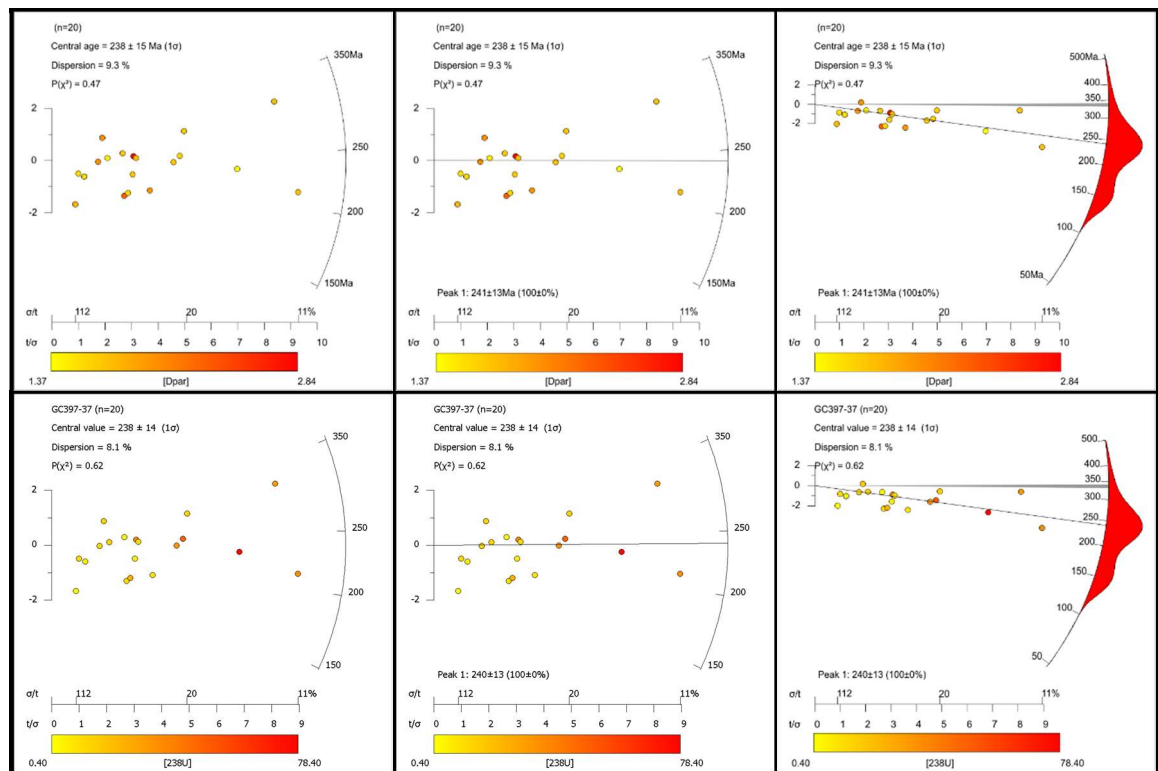 (n=20)
Central age = 238 ± 15 Ma (1σ)
Dispersion = 9.3 %
P(χ²) = 0.47
350Ma
250
200
150Ma
2
0
-2
σ/t
112
20
11%
t/σ
0 1 2 3 4 5 6 7 8 9 10
1.37
[Dpar]
2.84
(n=20)
Central age = 238 ± 15 Ma (1σ)
Dispersion = 9.3 %
P(χ²) = 0.47
350Ma
250
200
150Ma
2
0
-2
Peak 1: 241±13Ma (100±0%)
σ/t
112
20
11%
t/σ
0 1 2 3 4 5 6 7 8 9 10
1.37
[Dpar]
2.84
(n=20)
Central age = 238 ± 15 Ma (1σ)
Dispersion = 9.3 %
P(χ²) = 0.47
500Ma
400
350
300
250
200
150
100
50Ma
2
0
-2
Peak 1: 241±13Ma (100±0%)
σ/t
112
20
11%
t/σ
0 1 2 3 4 5 6 7 8 9 10
1.37
[Dpar]
2.84
GC397-37 (n=20)
Central value = 238 ± 14 (1σ)
Dispersion = 8.1 %
P(χ²) = 0.62
350
250
200
150
2
0
-2
σ/t
112
20
11%
t/σ
0 1 2 3 4 5 6 7 8 9
0.40
[238U]
78.40
GC397-37 (n=20)
Central value = 238 ± 14 (1σ)
Dispersion = 8.1 %
P(χ²) = 0.62
350
250
200
150
2
0
-2
Peak 1: 240±13 (100±0%)
σ/t
112
20
11%
t/σ
0 1 2 3 4 5 6 7 8 9
0.40
[238U]
78.40
GC397-37 (n=20)
Central value = 238 ± 14 (1σ)
Dispersion = 8.1 %
P(χ²) = 0.62
500
400
350
300
250
200
150
100
50
2
0
-2
Peak 1: 240±13 (100±0%)
σ/t
112
20
11%
t/σ
0 1 2 3 4 5 6 7 8 9
0.40
[238U]
78.40